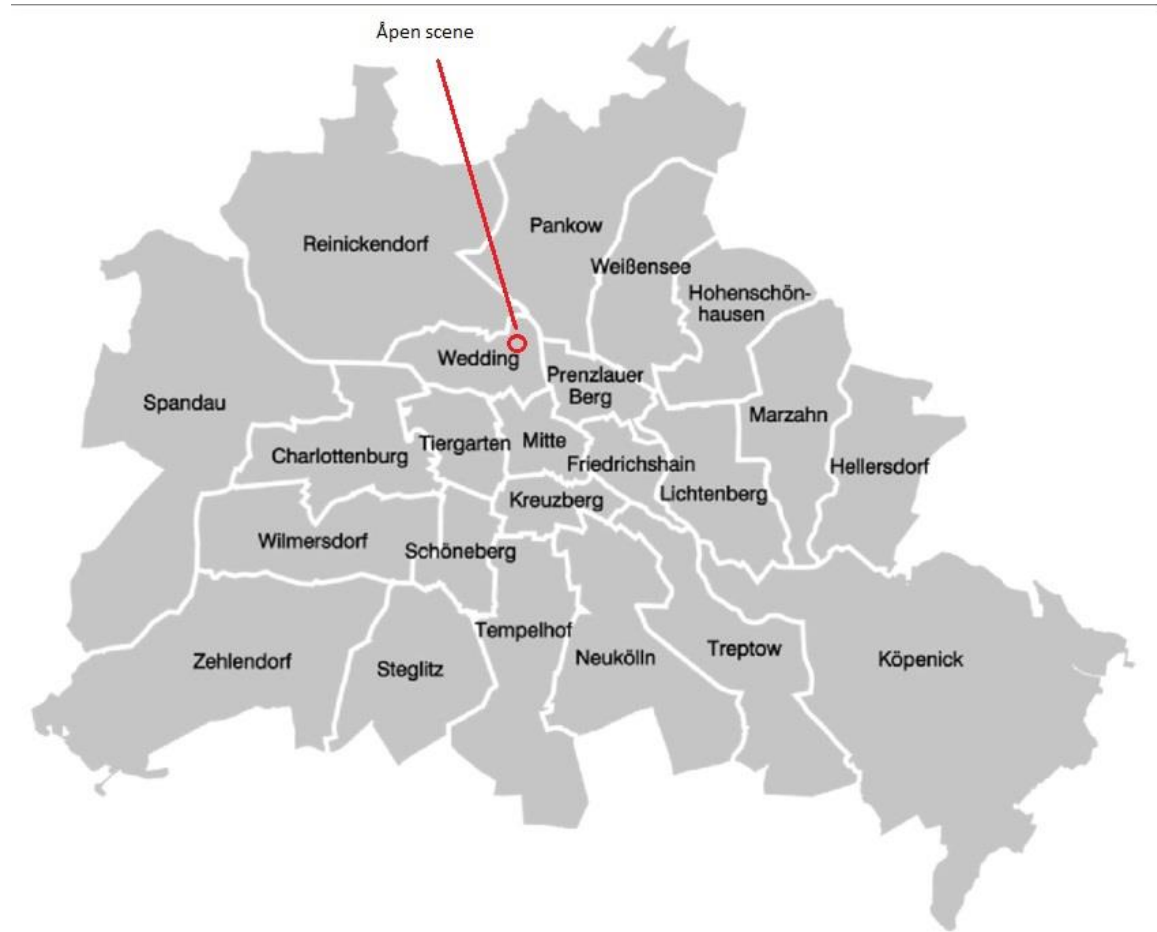 Åpen scene
Pankow
Reinickendorf
Weißensee
Hohenschön-
hausen
Wedding
Prenzlauer
Berg
Spandau
Marzahn
Tiergarten
Mitte
Charlottenburg
Friedrichshain
Hellersdorf
Lichtenberg
Kreuzberg
Wilmersdorf
Schöneberg
Tempelhof
Treptow
Neukölln
Zehlendorf
Steglitz
Köpenick